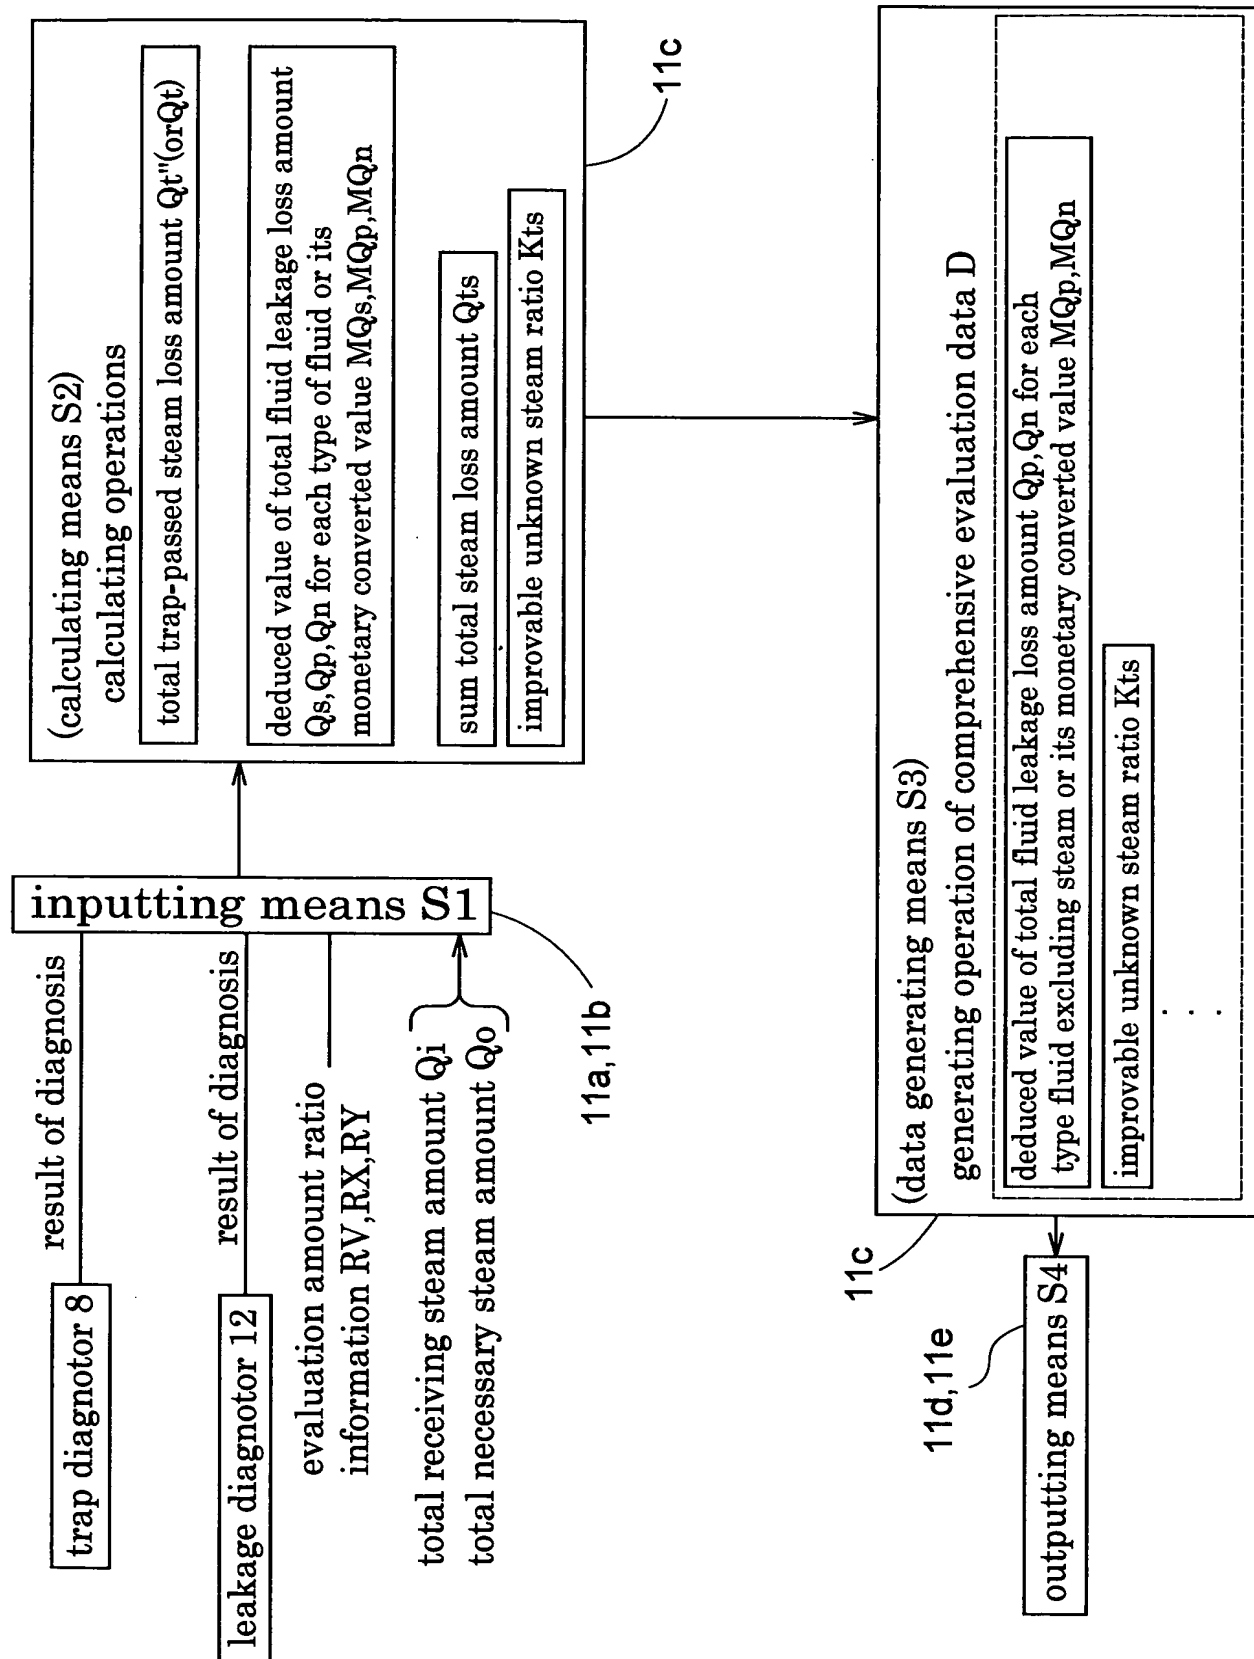 trap diagnotor 8
result of diagnosis
leakage diagnotor 12
result of diagnosis
evaluation amount ratio
information RV,RX,RY
total receiving steam amount Qi
total necessary steam amount Qo
inputting means S1
11a,11b
(calculating means S2)
calculating operations
total trap-passed steam loss amount Qt"(orQt)
deduced value of total fluid leakage loss amount
Qs,Qp,Qn for each type of fluid or its
monetary converted value MQs,MQp,MQn
sum total steam loss amount Qts
improvable unknown steam ratio Kts
11c
(data generating means S3)
generating operation of comprehensive evaluation data D
deduced value of total fluid leakage loss amount Qp,Qn for each
type fluid excluding steam or its monetary converted value MQp,MQn
improvable unknown steam ratio Kts
. . .
11c
outputting means S4
11d,11e